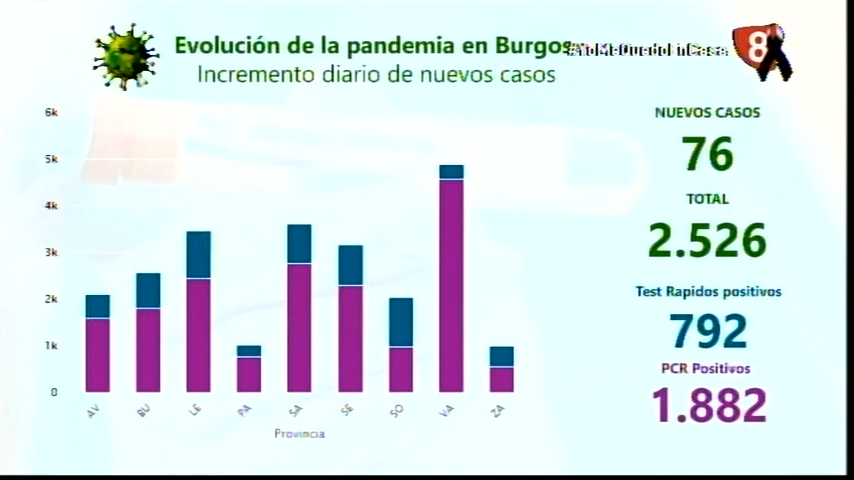 Evolución de la pandemia en Burgos
#YoMeQuedoEnCasa
8
Incremento diario de nuevos casos
6k
5k
4k
3k
2k
1k
0
AV
BU
LE
PA
SA
SE
SO
VA
ZA
Provincia
NUEVOS CASOS
76
TOTAL
2.526
Test Rapidos positivos
792
PCR Positivos
1.882